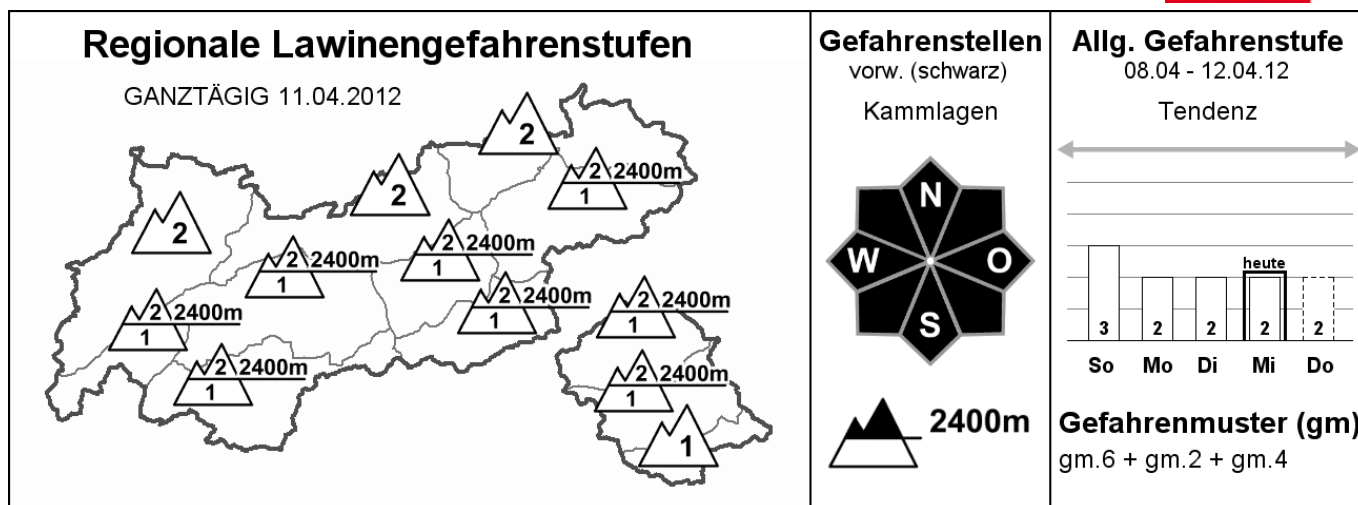 Regionale Lawinengefahrenstufen
GANZTÄGIG 11.04.2012
2
2
2 2400m
1
2
2
2 2400m
1
2 2400m
1
2 2400m
1
2 2400m
1
2 2400m
1
2 2400m
1
2 2400m
1
1
Gefahrenstellen
vorw. (schwarz)
Kammlagen
N
W O
S
2400m
Allg. Gefahrenstufe
08.04 - 12.04.12
Tendenz
heute
3 2 2 2 2
So Mo Di Mi Do
Gefahrenmuster (gm)
gm.6 + gm.2 + gm.4